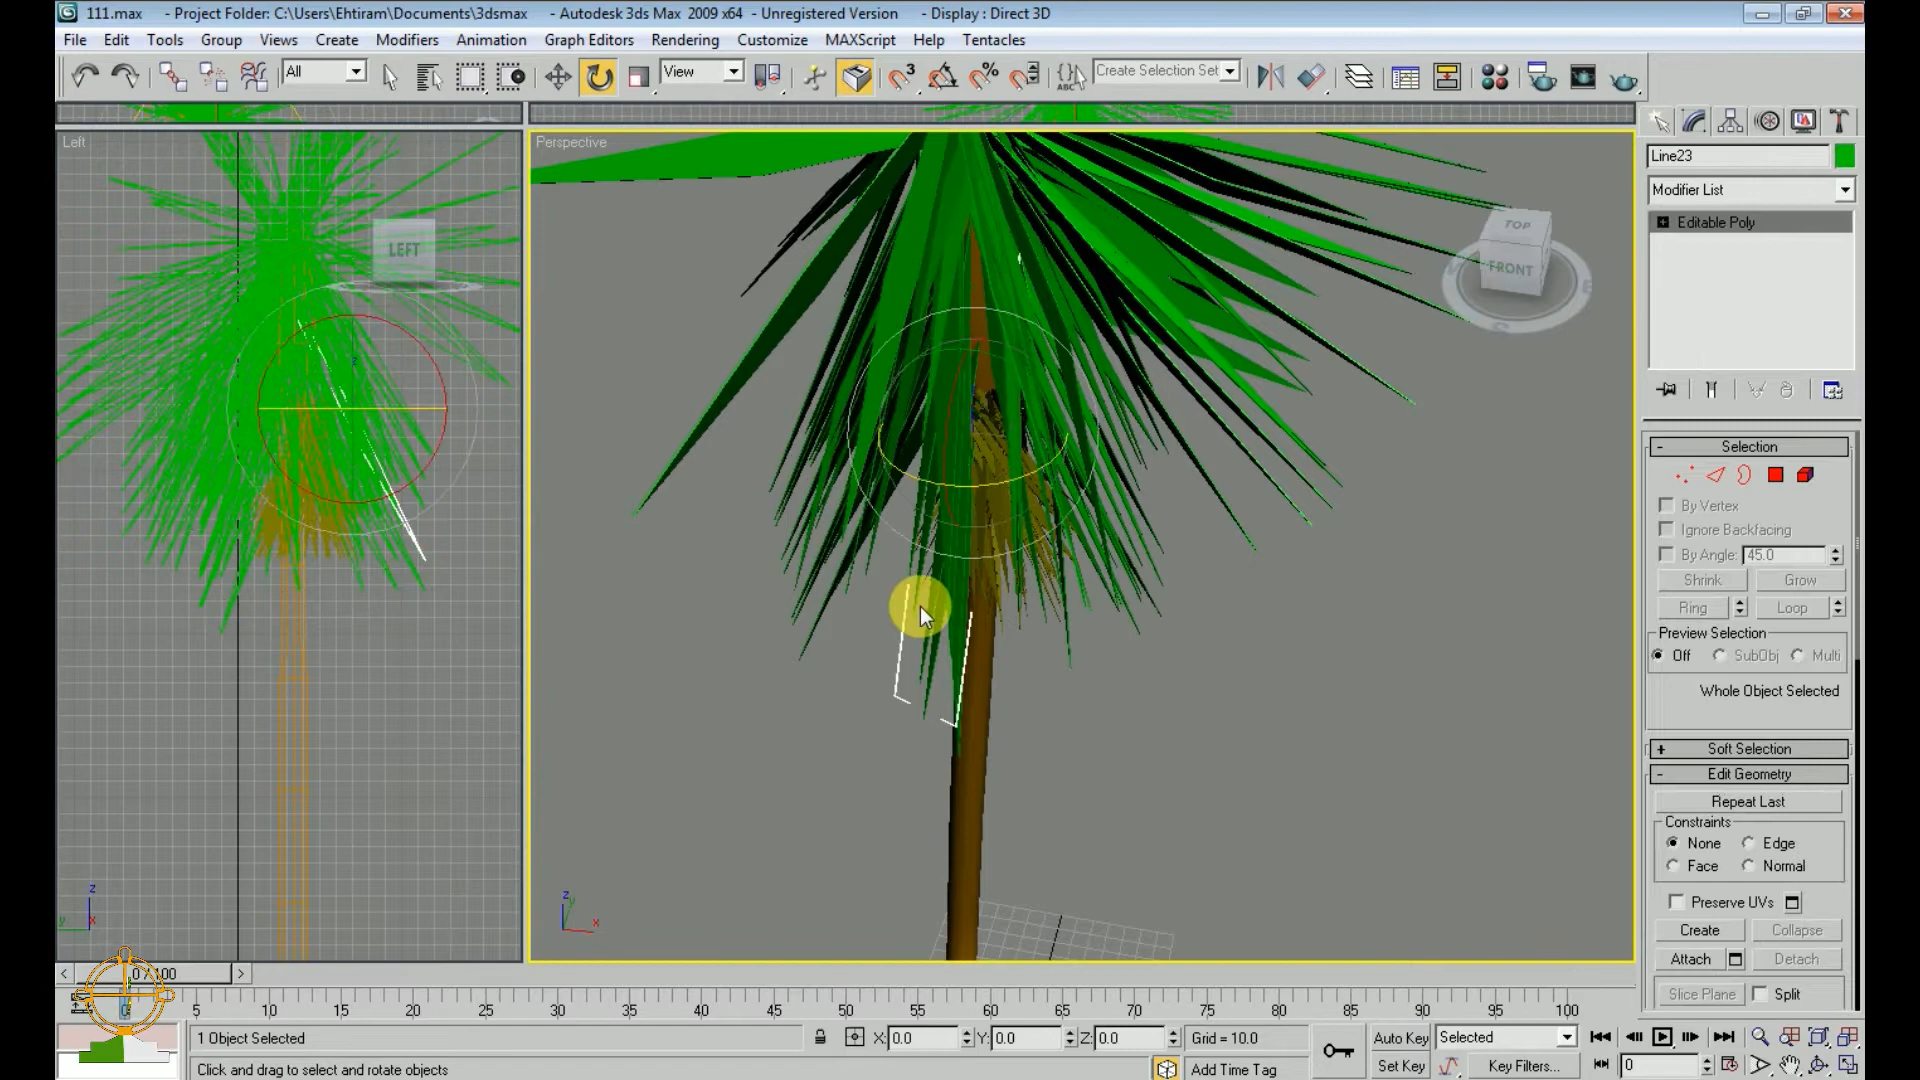 111.max - Project Folder: C:\Users\Ehtiram\Documents\3dsmax - Autodesk 3ds Max 2009 x64 - Unregistered Version - Display : Direct 3D
File Edit Tools Group Views Create Modifiers Animation Graph Editors Rendering Customize MAXScript Help Tentacles
All View 3 % ABC Create Selection Set
Left Perspective
Line23
Modifier List
Editable Poly
LEFT
TOP
FRONT
S
E
- Selection
By Vertex
Ignore Backfacing
By Angle: 45.0
Shrink Grow
Ring Loop
Preview Selection
Off SubObj Multi
Whole Object Selected
+ Soft Selection
- Edit Geometry
Repeat Last
Constraints
None Edge
Face Normal
Preserve UVs
Create Collapse
Attach Detach
Slice Plane Split
z y x
z y x
< 0 / 100 >
0 5 10 15 20 25 30 35 40 45 50 55 60 65 70 75 80 85 90 95 100
1 Object Selected X: 0.0 Y: 0.0 Z: 0.0 Grid = 10.0 Auto Key Selected
Click and drag to select and rotate objects Add Time Tag Set Key Key Filters... 0